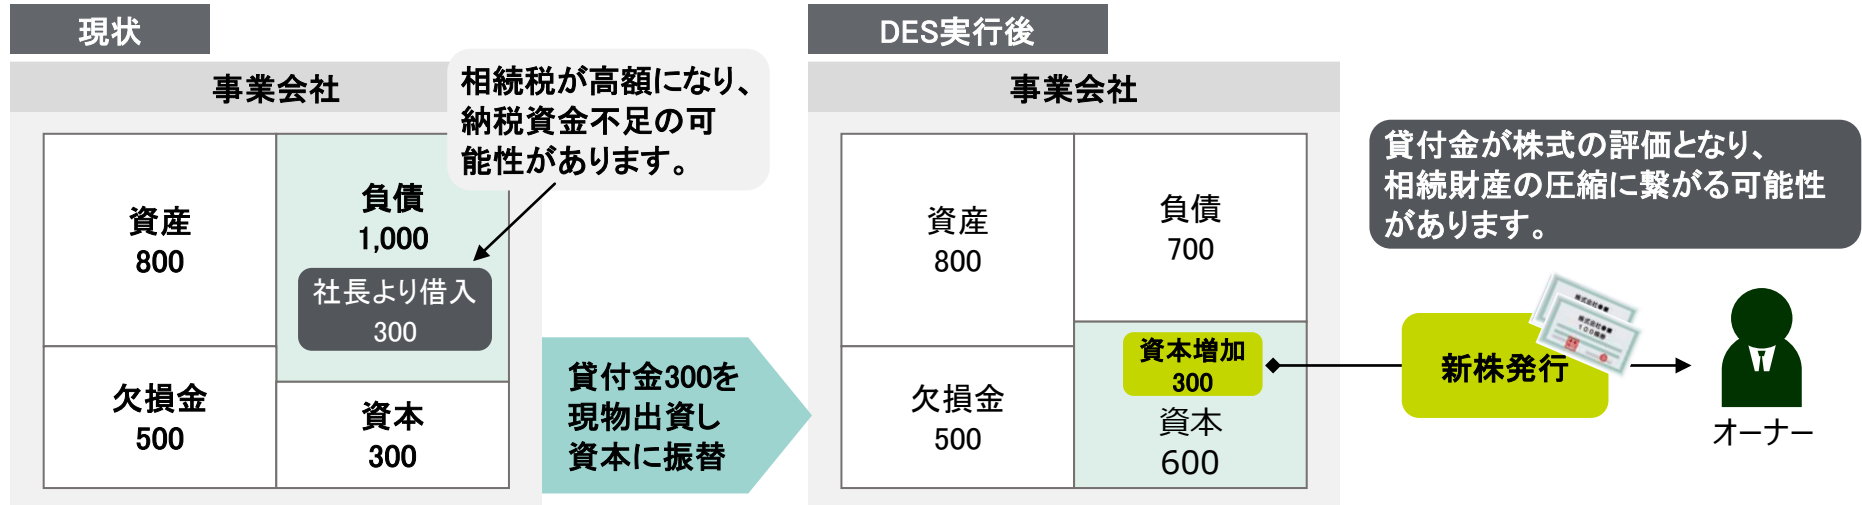 現状
事業会社
相続税が高額になり、
納税資金不足の可
能性があります。
資産
800
負債
1,000
社長より借入
300
欠損金
500
資本
300
貸付金300を
現物出資し
資本に振替
DES実行後
事業会社
資産
800
負債
700
欠損金
500
資本増加
300
資本
600
貸付金が株式の評価となり、
相続財産の圧縮に繋がる可能性
があります。
新株発行
オーナー